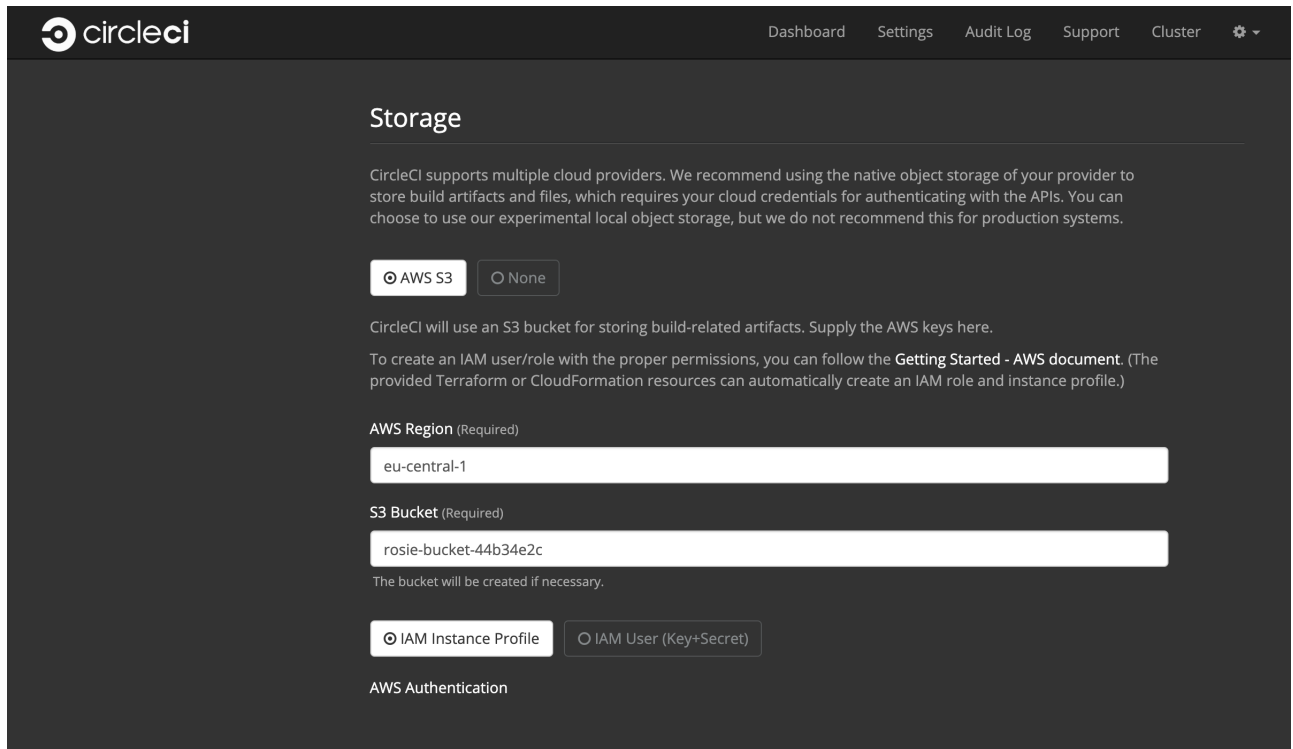 circleci
Dashboard Settings Audit Log Support Cluster
Storage
CircleCI supports multiple cloud providers. We recommend using the native object storage of your provider to
store build artifacts and files, which requires your cloud credentials for authenticating with the APIs. You can
choose to use our experimental local object storage, but we do not recommend this for production systems.
AWS S3 None
CircleCI will use an S3 bucket for storing build-related artifacts. Supply the AWS keys here.
To create an IAM user/role with the proper permissions, you can follow the Getting Started - AWS document. (The
provided Terraform or CloudFormation resources can automatically create an IAM role and instance profile.)
AWS Region (Required)
eu-central-1
S3 Bucket (Required)
rosie-bucket-44b34e2c
The bucket will be created if necessary.
IAM Instance Profile IAM User (Key+Secret)
AWS Authentication